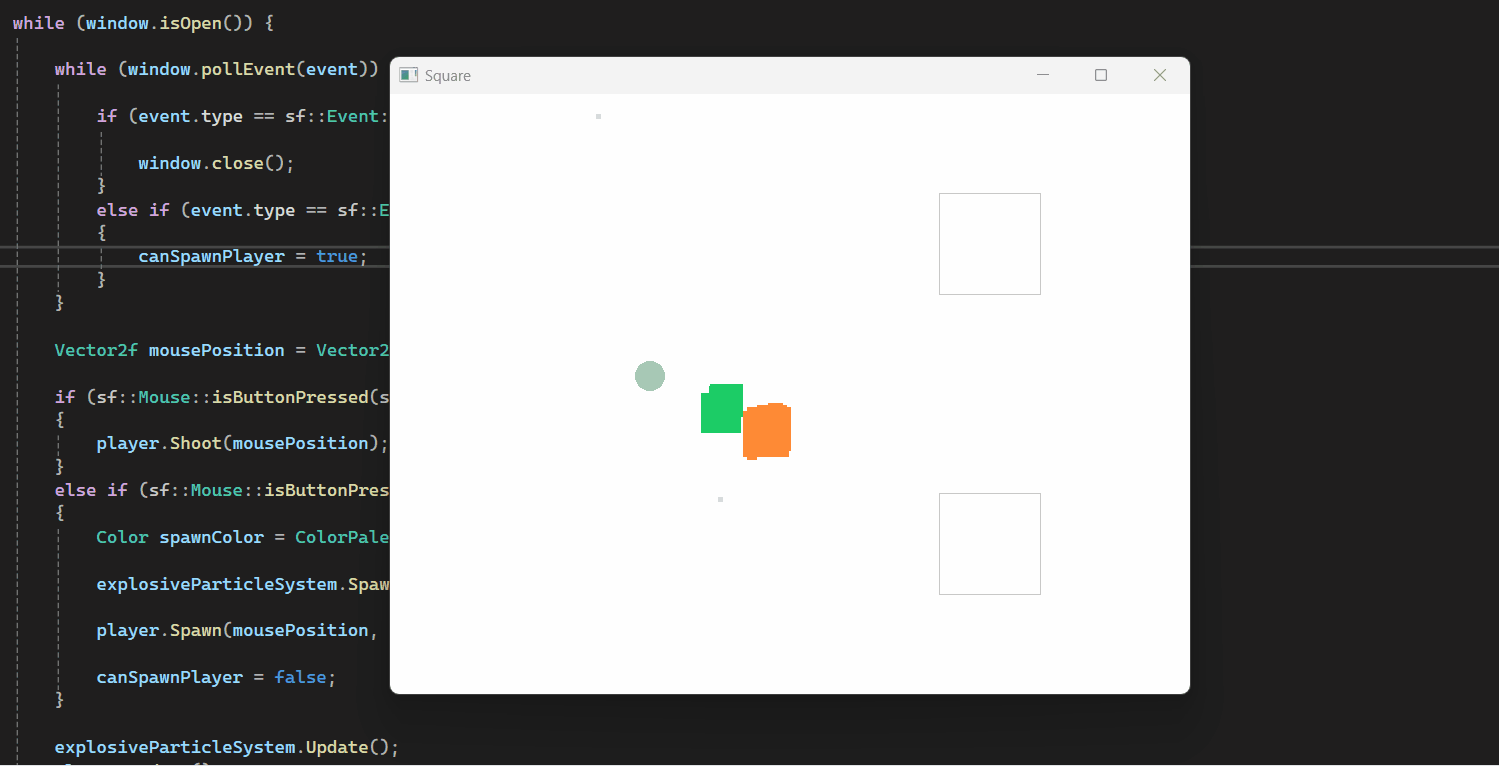 while (window.isOpen()) {
while (window.pollEvent(event))
if (event.type == sf::Event:
window.close();
}
else if (event.type == sf::E
{
canSpawnPlayer = true;
}
}
Vector2f mousePosition = Vector2
if (sf::Mouse::isButtonPressed(s
{
player.Shoot(mousePosition);
}
else if (sf::Mouse::isButtonPres
{
Color spawnColor = ColorPale
explosiveParticleSystem.Spaw
player.Spawn(mousePosition,
canSpawnPlayer = false;
}
explosiveParticleSystem.Update();
Square